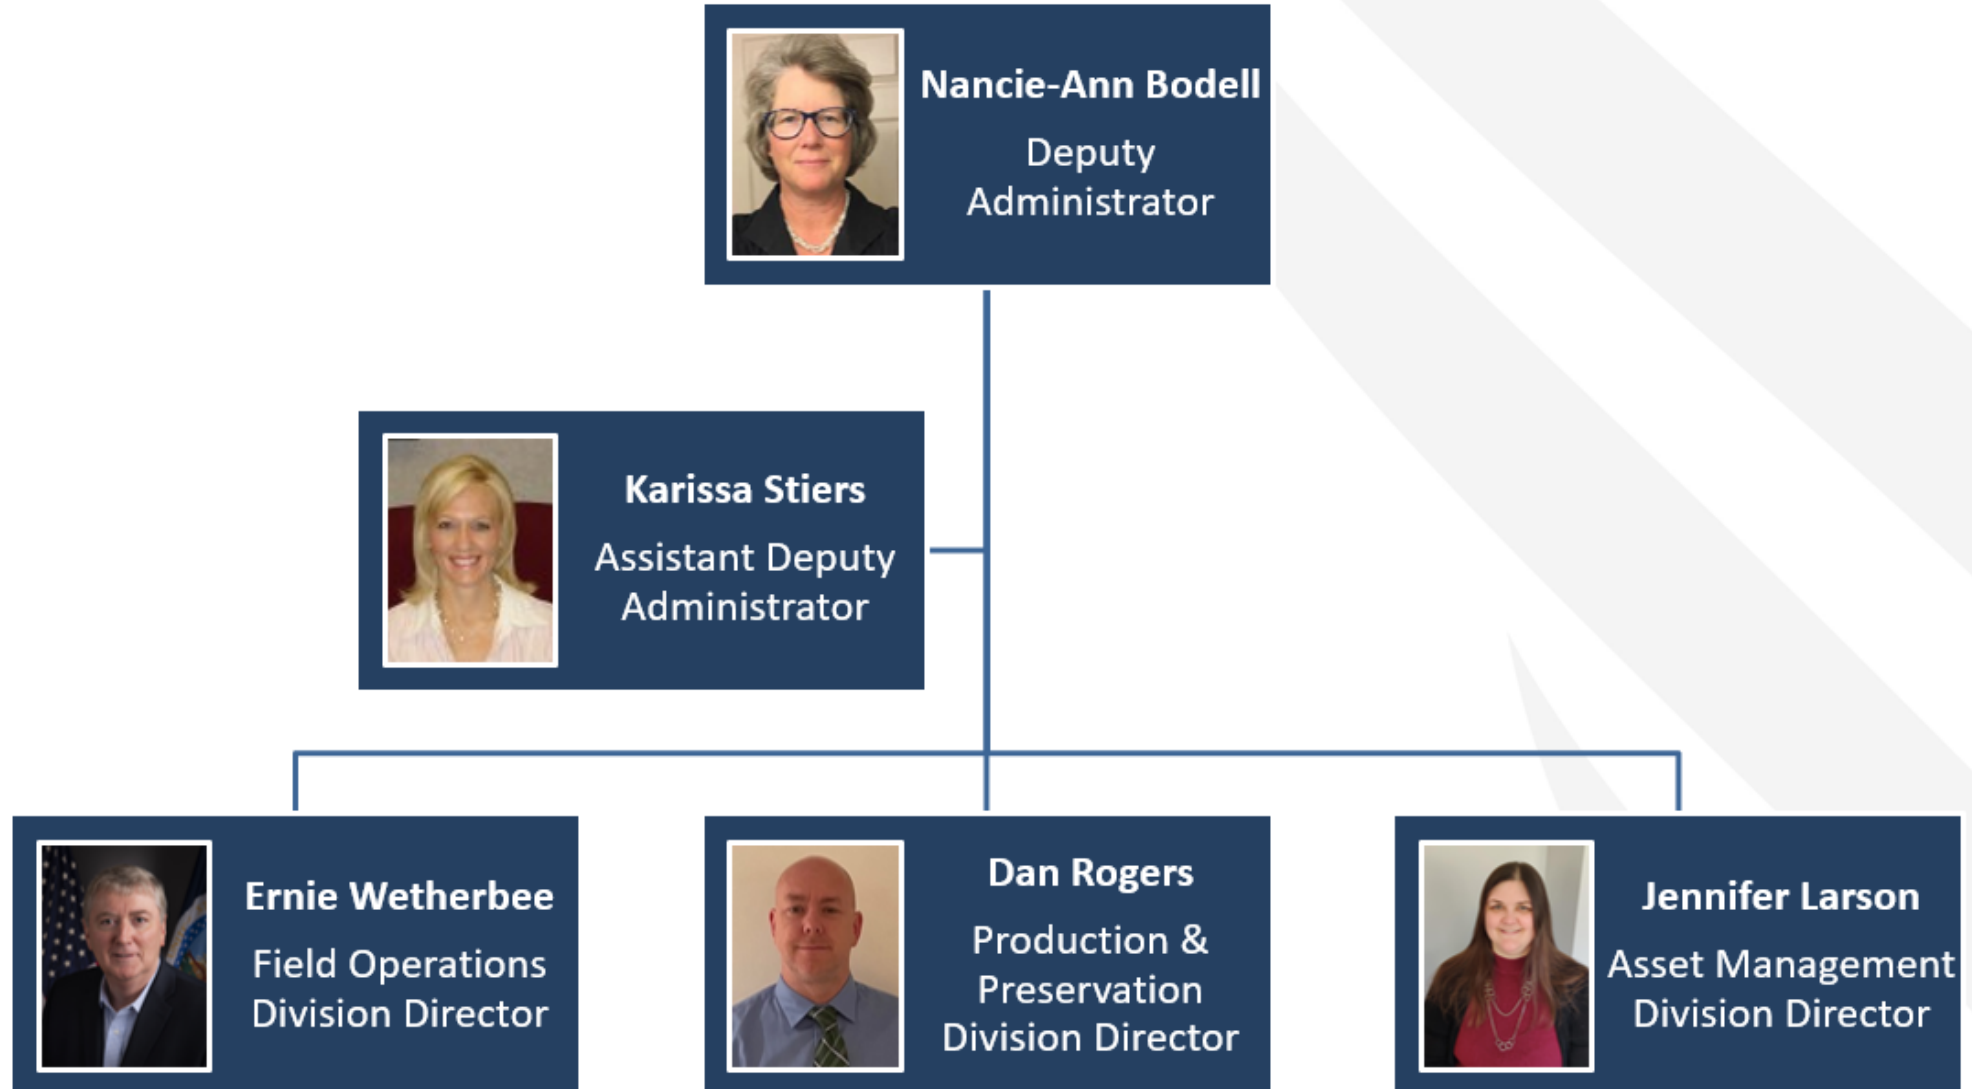 Nancie-Ann Bodell
Deputy
Administrator
Karissa Stiers
Assistant Deputy
Administrator
Ernie Wetherbee
Field Operations
Division Director
Dan Rogers
Production &
Preservation
Division Director
Jennifer Larson
Asset Management
Division Director